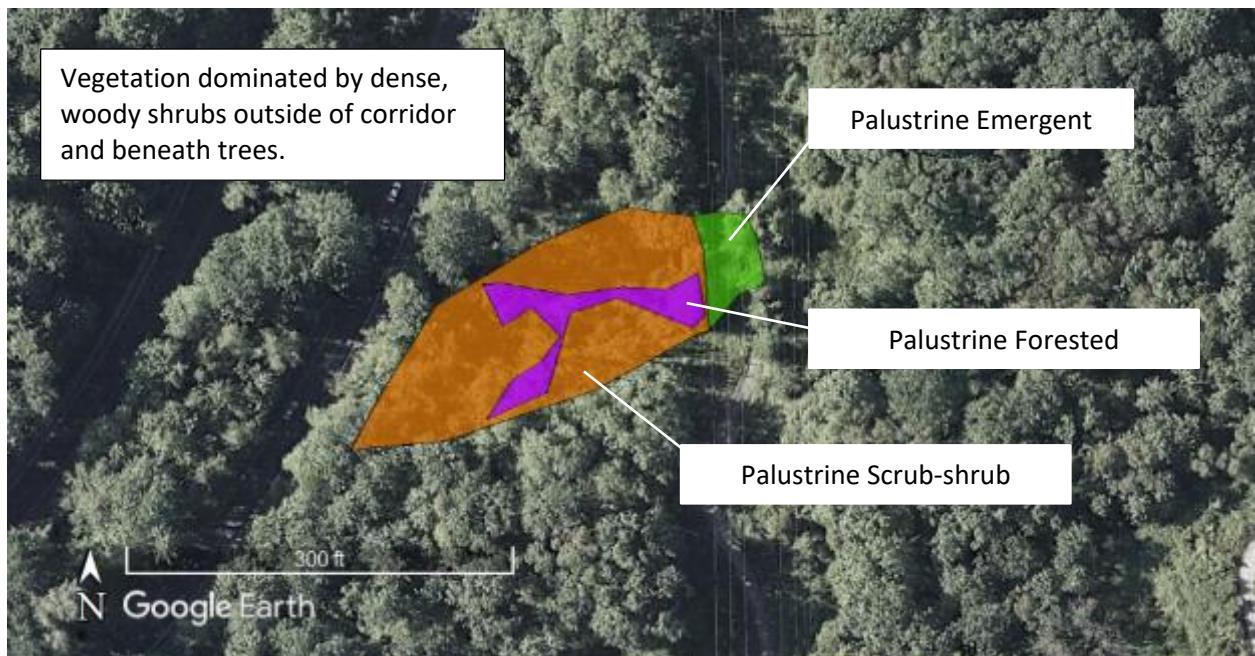 Vegetation dominated by dense,
woody shrubs outside of corridor
and beneath trees.
Palustrine Emergent
Palustrine Forested
Palustrine Scrub-shrub
300 ft
N
Google Earth